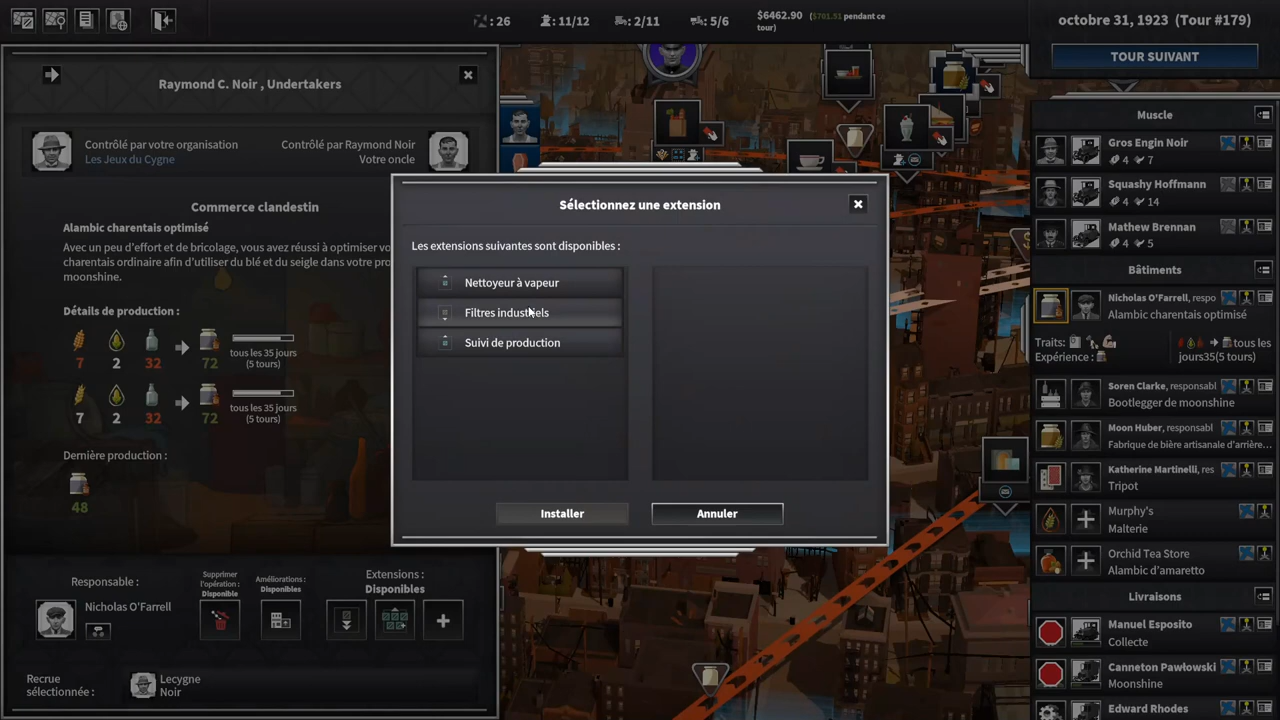 : 26
: 11/12
: 2/11
: 5/6
$6462.90 ($701.51 pendant ce
tour)
octobre 31, 1923 (Tour #179)
TOUR SUIVANT
Raymond C. Noir , Undertakers
Contrôlé par votre organisation
Les Jeux du Cygne
Contrôlé par Raymond Noir
Votre oncle
Commerce clandestin
Alambic charentais optimisé
Avec un peu d'effort et de bricolage, vous avez réussi à optimiser vo
charentais ordinaire afin d'utiliser du blé et du seigle dans votre pro
moonshine.
Détails de production :
7 2 32 72
tous les 35 jours
(5 tours)
7 2 32 72
tous les 35 jours
(5 tours)
Dernière production :
48
Responsable :
Nicholas O'Farrell
Supprimer
l'opération :
Disponible
Améliorations :
Disponibles
Extensions :
Disponibles
Recrue
sélectionnée :
Lecygne
Noir
Sélectionnez une extension
Les extensions suivantes sont disponibles :
Nettoyeur à vapeur
Filtres industriels
Suivi de production
Installer
Annuler
Muscle
Gros Engin Noir
4 7
Squashy Hoffmann
4 14
Mathew Brennan
4 5
Bâtiments
Nicholas O'Farrell, respo
Alambic charentais optimisé
Traits:
Expérience:
tous les
jours35(5 tours)
Soren Clarke, responsabl
Bootlegger de moonshine
Moon Huber, responsabl
Fabrique de bière artisanale d'arrière...
Katherine Martinelli, res
Tripot
Murphy's
Malterie
Orchid Tea Store
Alambic d'amaretto
Livraisons
Manuel Esposito
Collecte
Canneton Pawłowski
Moonshine
Edward Rhodes